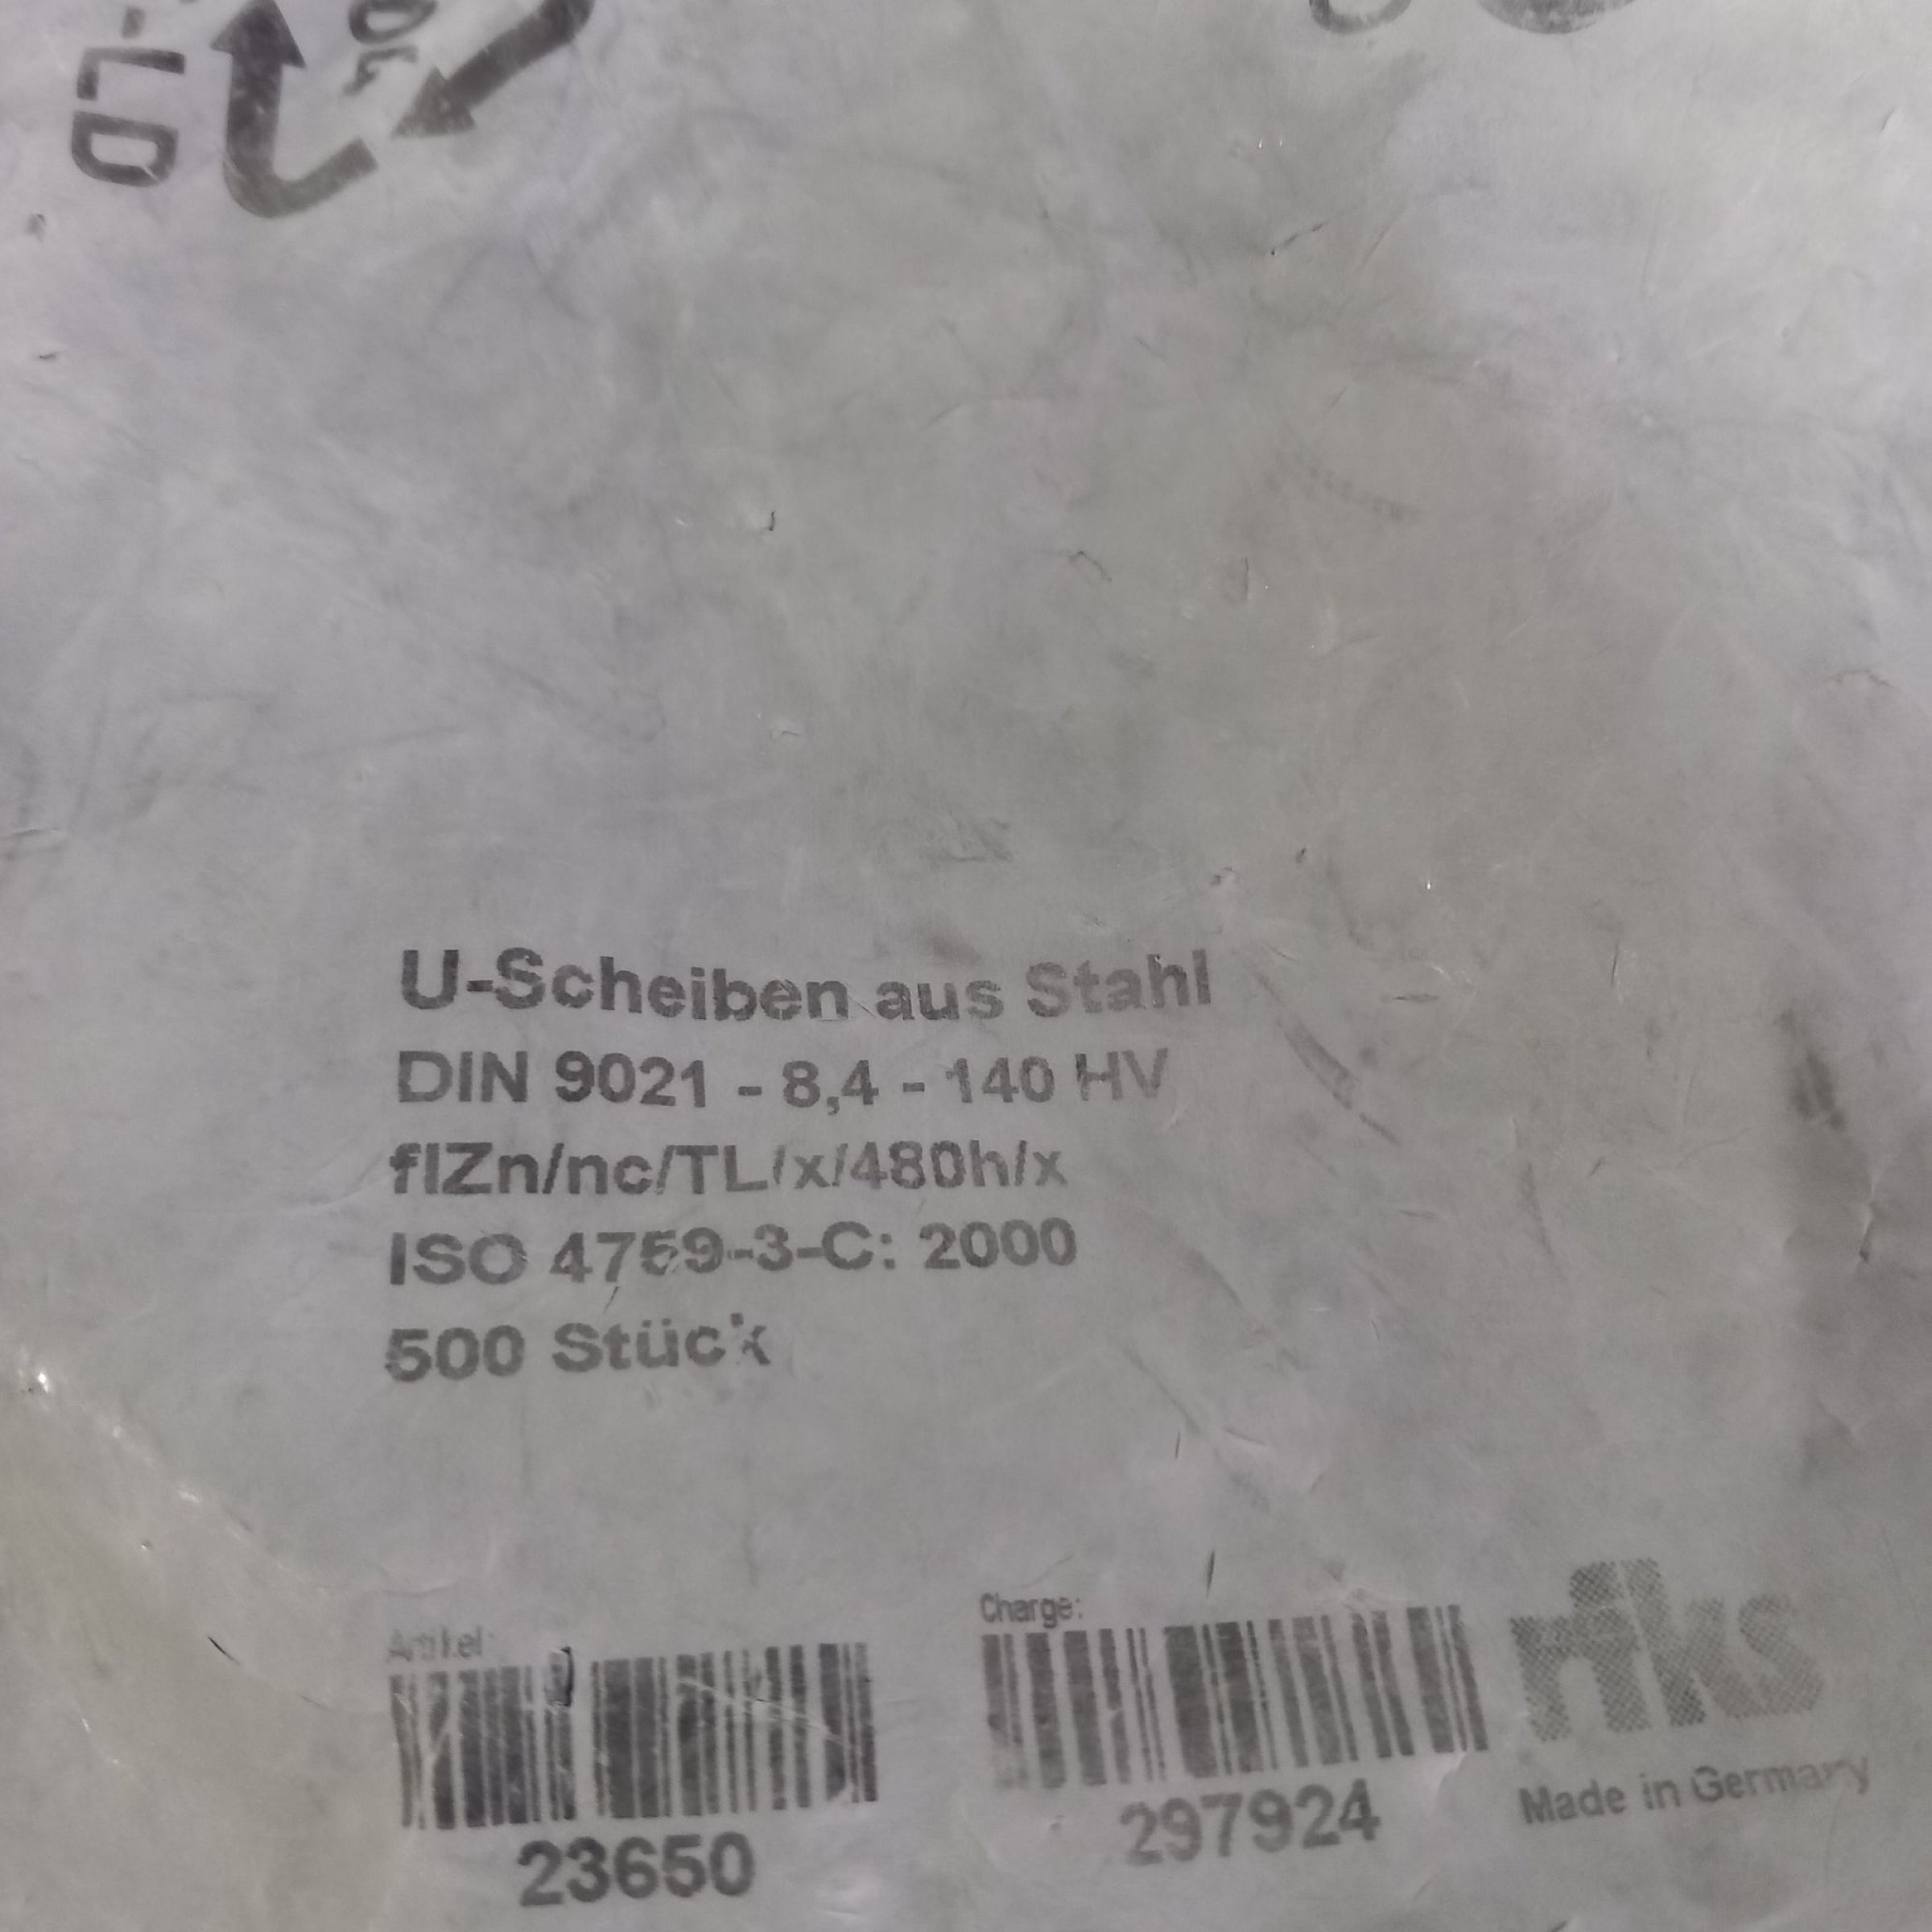 U-Scheiben aus Stahl
DIN 9021 - 8,4 - 140 HV
flZn/nc/TL/x/480h/x
ISO 4759-3-C: 2000
500 Stück
Artikel:
23650
Charge:
297924
riks
Made in Germany